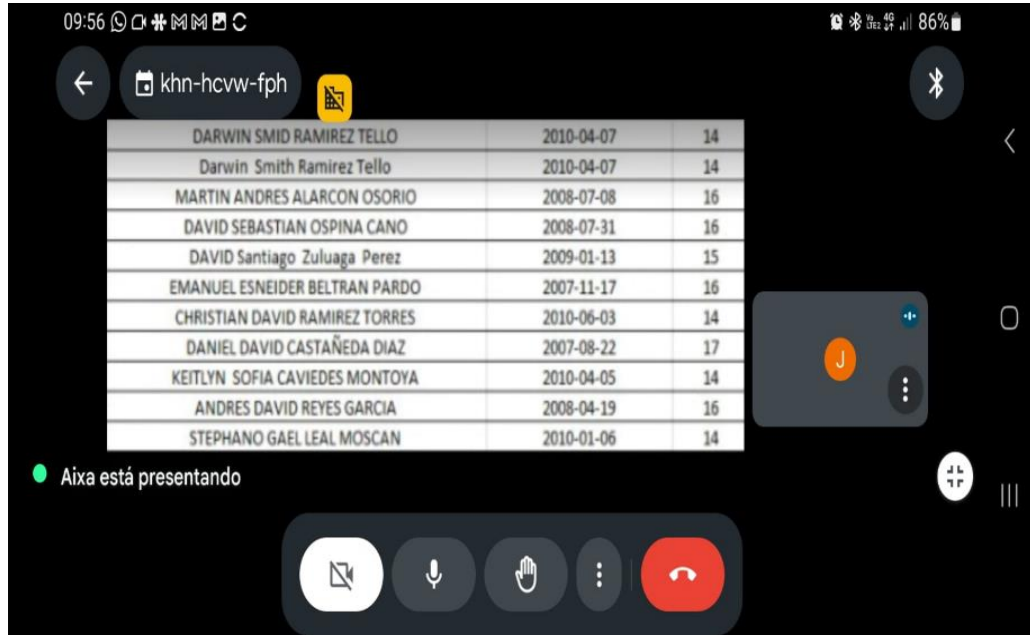 09:56 86%
khn-hcvw-fph
DARWIN SMID RAMIREZ TELLO 2010-04-07 14
Darwin Smith Ramirez Tello 2010-04-07 14
MARTIN ANDRES ALARCON OSORIO 2008-07-08 16
DAVID SEBASTIAN OSPINA CANO 2008-07-31 16
DAVID Santiago Zuluaga Perez 2009-01-13 15
EMANUEL ESNEIDER BELTRAN PARDO 2007-11-17 16
CHRISTIAN DAVID RAMIREZ TORRES 2010-06-03 14
DANIEL DAVID CASTAÑEDA DIAZ 2007-08-22 17
KEITLYN SOFIA CAVIEDES MONTOYA 2010-04-05 14
ANDRES DAVID REYES GARCIA 2008-04-19 16
STEPHANO GAEL LEAL MOSCAN 2010-01-06 14
J
Aixa está presentando